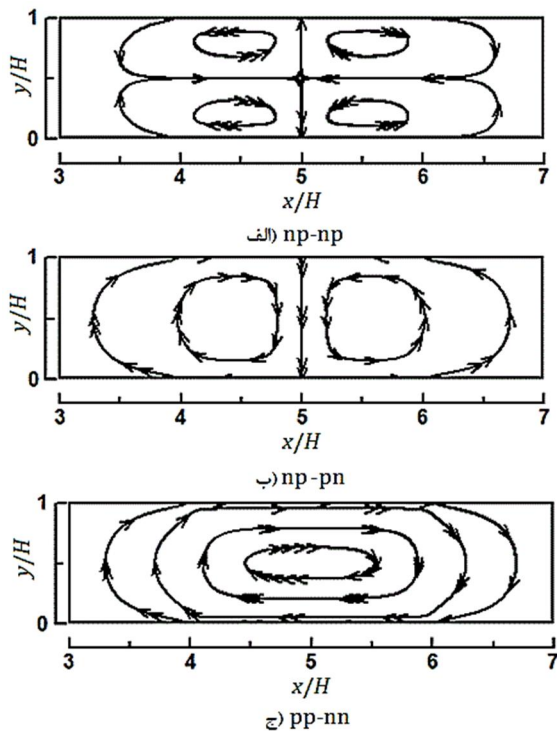 1
y/H
0
3 4 5 6 7
x/H
الف) np-np
1
y/H
0
3 4 5 6 7
x/H
ب) np-pn
1
y/H
0
3 4 5 6 7
x/H
ج) pp-nn